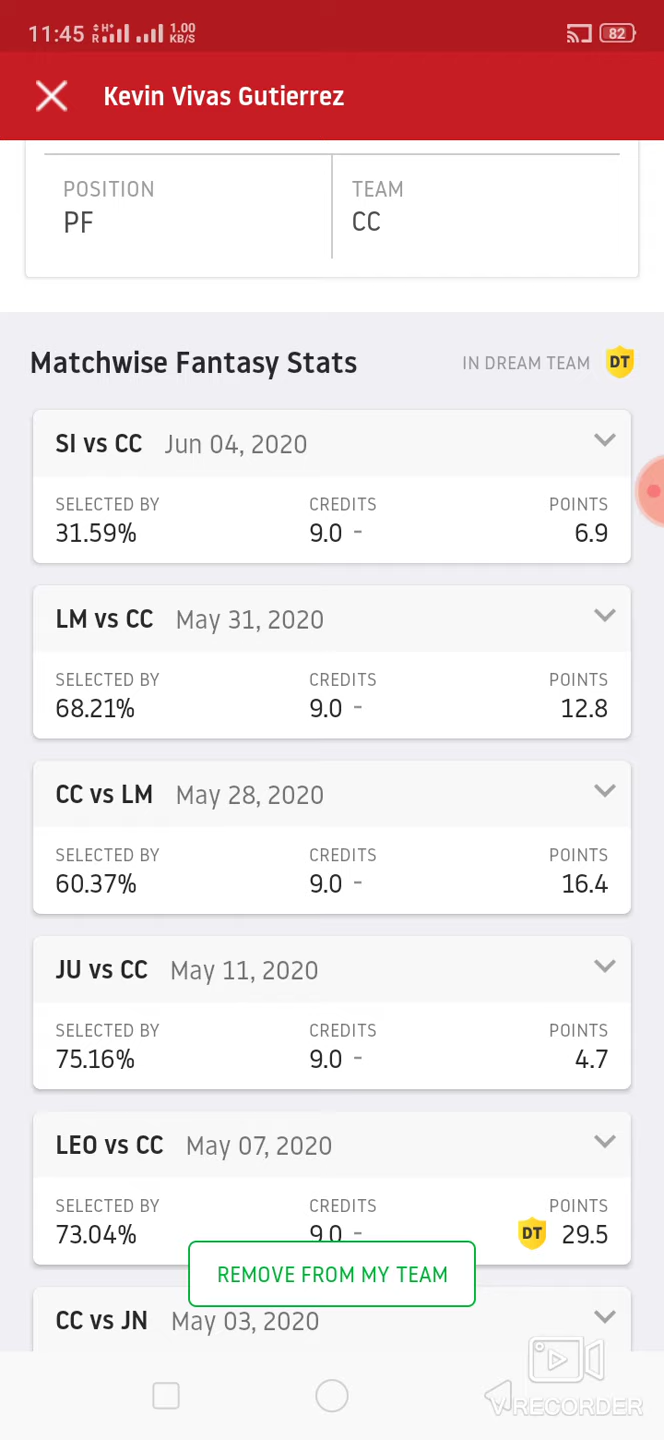 11:45 R H+ 1.00 KB/S 82
Kevin Vivas Gutierrez
POSITION TEAM
PF CC
Matchwise Fantasy Stats IN DREAM TEAM DT
SI vs CC Jun 04, 2020
SELECTED BY CREDITS POINTS
31.59% 9.0 - 6.9
LM vs CC May 31, 2020
SELECTED BY CREDITS POINTS
68.21% 9.0 - 12.8
CC vs LM May 28, 2020
SELECTED BY CREDITS POINTS
60.37% 9.0 - 16.4
JU vs CC May 11, 2020
SELECTED BY CREDITS POINTS
75.16% 9.0 - 4.7
LEO vs CC May 07, 2020
SELECTED BY CREDITS POINTS
73.04% 9.0 - DT 29.5
REMOVE FROM MY TEAM
CC vs JN May 03, 2020
VRECORDER